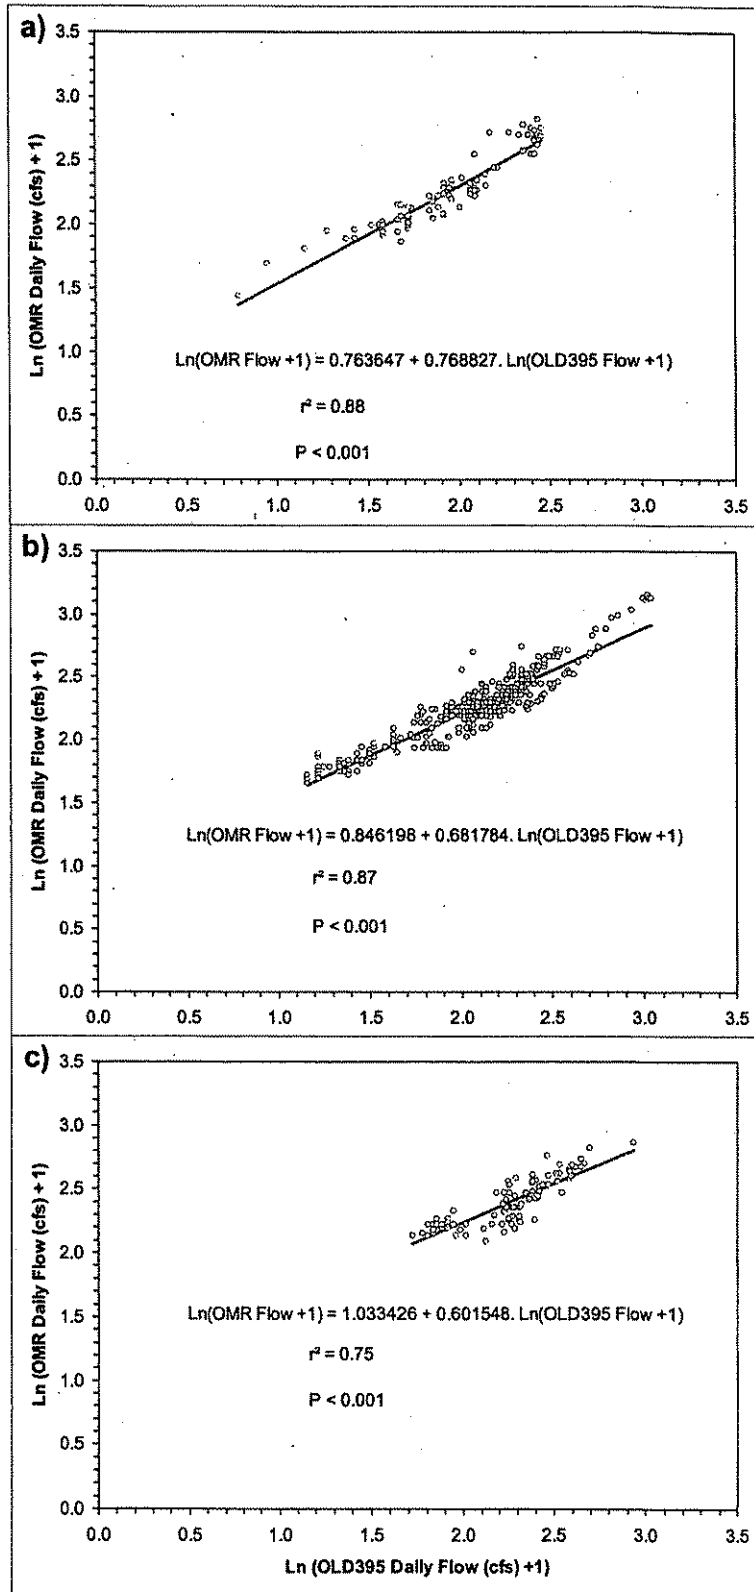 a)
3.5
3.0
2.5
2.0
1.5
1.0
0.5
0.0
Ln (OMR Daily Flow (cfs) +1)
Ln(OMR Flow +1) = 0.763647 + 0.768827. Ln(OLD395 Flow +1)
r² = 0.88
P < 0.001
0.0 0.5 1.0 1.5 2.0 2.5 3.0 3.5
b)
3.5
3.0
2.5
2.0
1.5
1.0
0.5
0.0
Ln (OMR Daily Flow (cfs) +1)
Ln(OMR Flow +1) = 0.846198 + 0.681784. Ln(OLD395 Flow +1)
r² = 0.87
P < 0.001
0.0 0.5 1.0 1.5 2.0 2.5 3.0 3.5
c)
3.5
3.0
2.5
2.0
1.5
1.0
0.5
0.0
Ln (OMR Daily Flow (cfs) +1)
Ln(OMR Flow +1) = 1.033426 + 0.601548. Ln(OLD395 Flow +1)
r² = 0.75
P < 0.001
0.0 0.5 1.0 1.5 2.0 2.5 3.0 3.5
Ln (OLD395 Daily Flow (cfs) +1)